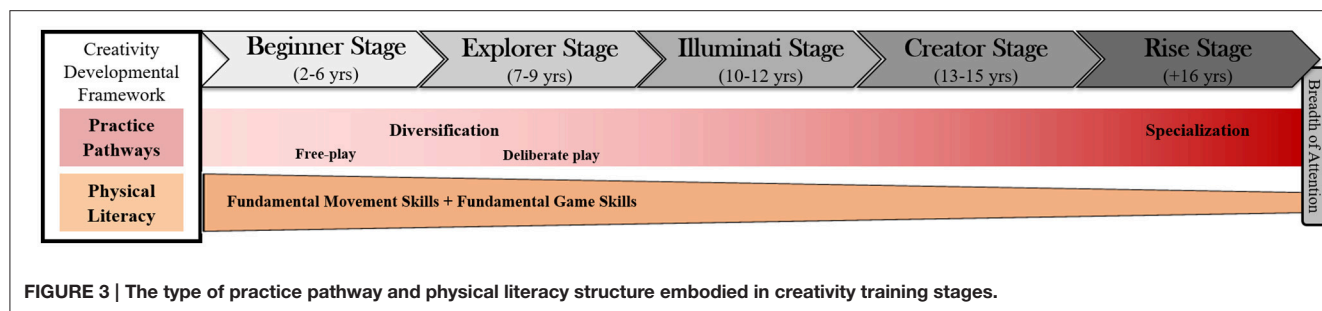 Creativity
Developmental
Framework
Beginner Stage
(2-6 yrs)
Explorer Stage
(7-9 yrs)
Illuminati Stage
(10-12 yrs)
Creator Stage
(13-15 yrs)
Rise Stage
(+16 yrs)
Practice
Pathways
Diversification
Free-play
Deliberate play
Specialization
Physical
Literacy
Fundamental Movement Skills + Fundamental Game Skills
Breadth of Attention
FIGURE 3 | The type of practice pathway and physical literacy structure embodied in creativity training stages.